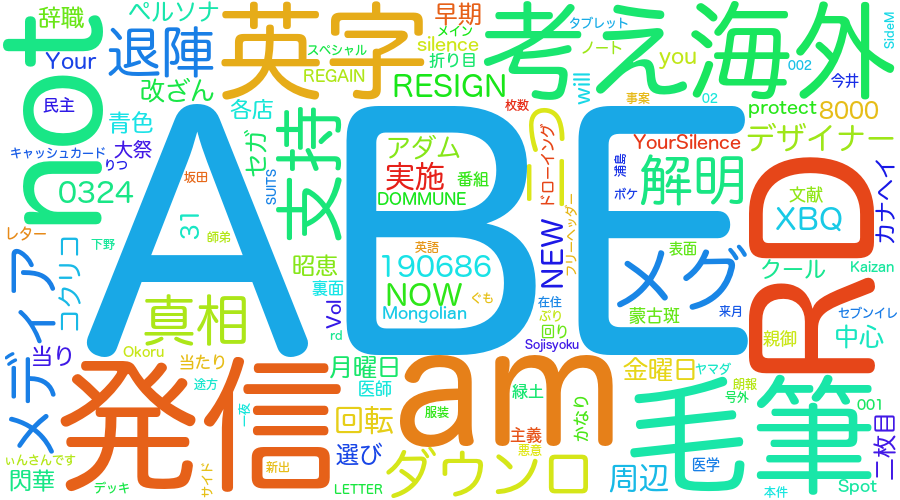 辞職
ペルソナ
英字
早期
メイン
タブレット
考え
海外
SideM
not
Your
退陣
スペシャル
silence
ノート
you
002
今井
REGAIN
折り目
民主
改ざん
各店
RESIGN
枚数
will
事案
02
protect
8000
青色
セガ
支持
キャッシュカード
大祭
りつ
アダム
ドローイング
YourSilence
デザイナー
0324
坂田
SUITS
実施
番組
浦島
ボケ
解明
RD
文献
XBQ
カナヘイ
DOMMUNE
ABE
フリーヘッダー
レター
31
師弟
英語
NEW
表面
メディア
コクリコ
下野
昭恵
190686
メグ
クール
Kaizan
真相
裏面
NOW
ぐも
在住
蒙古斑
来月
セブンイレ
Vol
Mongolian
ぶり
回り
親御
中心
当り
Okoru
rd
Sojisyoku
当たり
月曜日
am
金曜日
ヤマダ
発信
途方
医師
緑土
朗報
号外
一夜
回転
服装
かなり
毛筆
001
二枚目
ぃんさんです
サイド
新出
選び
主義
悪意
医学
閃華
デッキ
LETTER
ダウンロ
周辺
本件
Spot